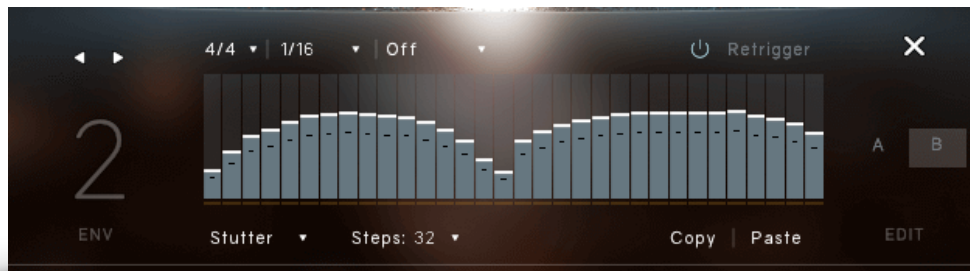 4/4 | 1/16 | Off Retrigger
2 A B
ENV Stutter Steps: 32 Copy | Paste EDIT